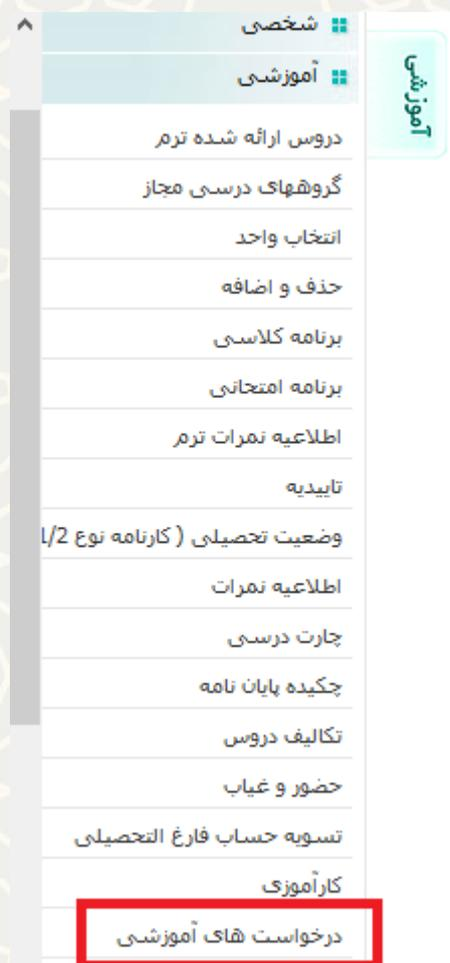 شخصی
آموزشی
آموزشی
دروس ارائه شده ترم
گروههای درسی مجاز
انتخاب واحد
حذف و اضافه
برنامه کلاسی
برنامه امتحانی
اطلاعیه نمرات ترم
تاییدیه
وضعیت تحصیلی ( کارنامه نوع 1/2
اطلاعیه نمرات
چارت درسی
چکیده پایان نامه
تکالیف دروس
حضور و غیاب
تسویه حساب فارغ التحصیلی
کارآموزی
درخواست های آموزشی